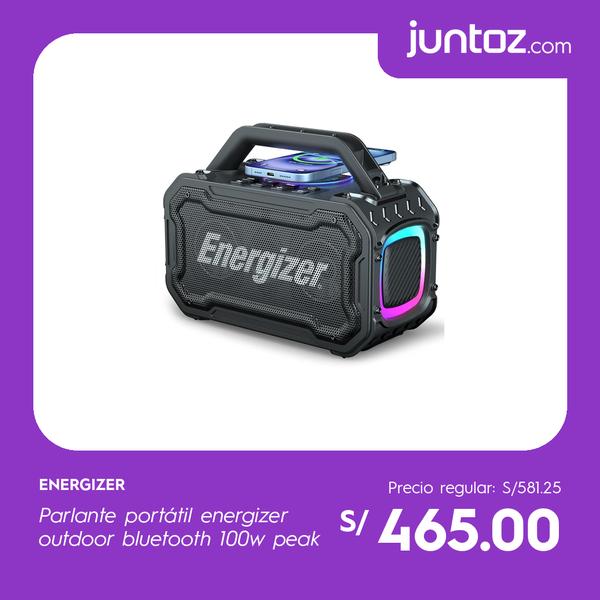 juntoz.com
Energizer
ENERGIZER
Parlante portátil energizer
outdoor bluetooth 100w peak
Precio regular: S/581.25
S/ 465.00